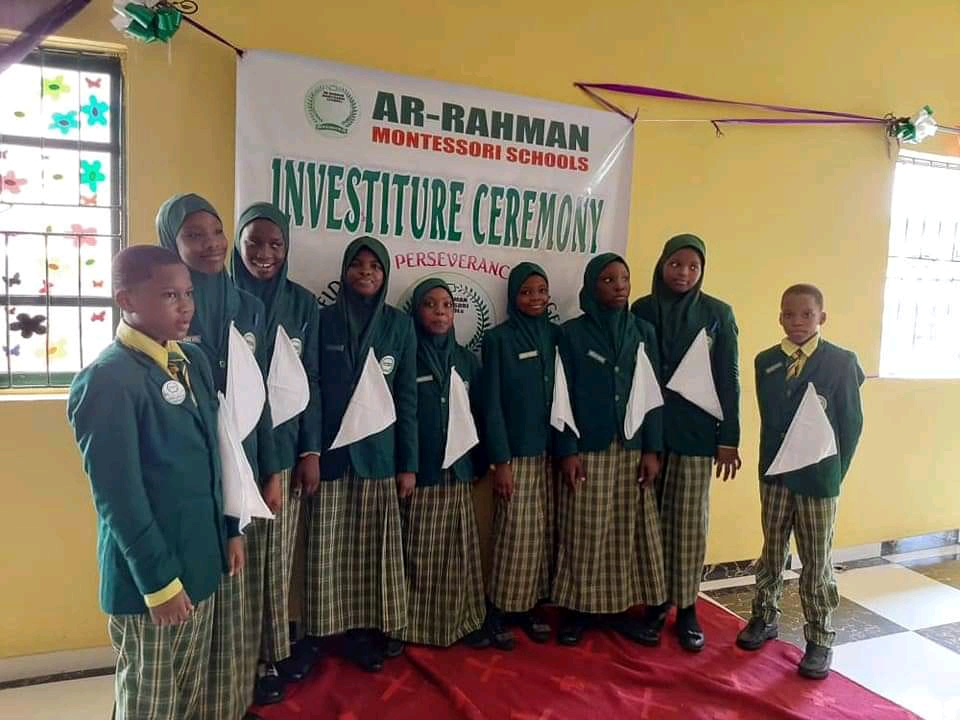 AR-RAHMAN
MONTESSORI SCHOOLS
INVESTITURE CEREMONY
PERSEVERANC